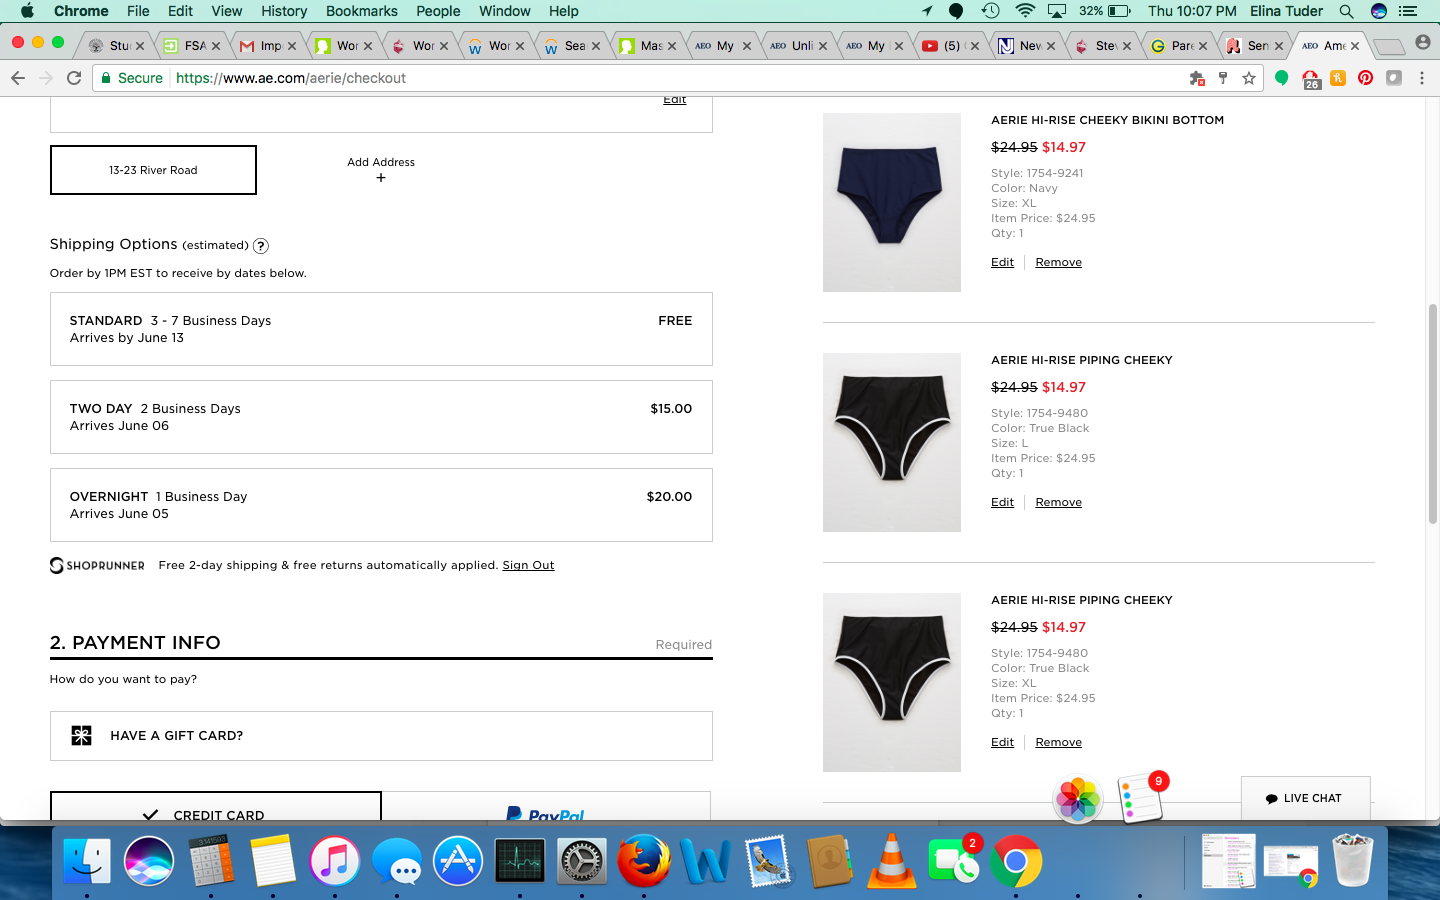 Chrome File Edit View History Bookmarks People Window Help 32% Thu 10:07 PM Elina Tuder
Stu FSA Imp Wor Wor Wor Sea Mas AEO My AEO Unli AEO My (5) Nev Stev Pare Sen AEO Ame
Secure https://www.ae.com/aerie/checkout 26
Edit
13-23 River Road
Add Address
+
Shipping Options (estimated) ?
Order by 1PM EST to receive by dates below.
STANDARD 3 - 7 Business Days FREE
Arrives by June 13
TWO DAY 2 Business Days $15.00
Arrives June 06
OVERNIGHT 1 Business Day $20.00
Arrives June 05
SHOPRUNNER Free 2-day shipping & free returns automatically applied. Sign Out
2. PAYMENT INFO Required
How do you want to pay?
HAVE A GIFT CARD?
CREDIT CARD PayPal
AERIE HI-RISE CHEEKY BIKINI BOTTOM
$24.95 $14.97
Style: 1754-9241
Color: Navy
Size: XL
Item Price: $24.95
Qty: 1
Edit Remove
AERIE HI-RISE PIPING CHEEKY
$24.95 $14.97
Style: 1754-9480
Color: True Black
Size: L
Item Price: $24.95
Qty: 1
Edit Remove
AERIE HI-RISE PIPING CHEEKY
$24.95 $14.97
Style: 1754-9480
Color: True Black
Size: XL
Item Price: $24.95
Qty: 1
Edit Remove
9
LIVE CHAT
2